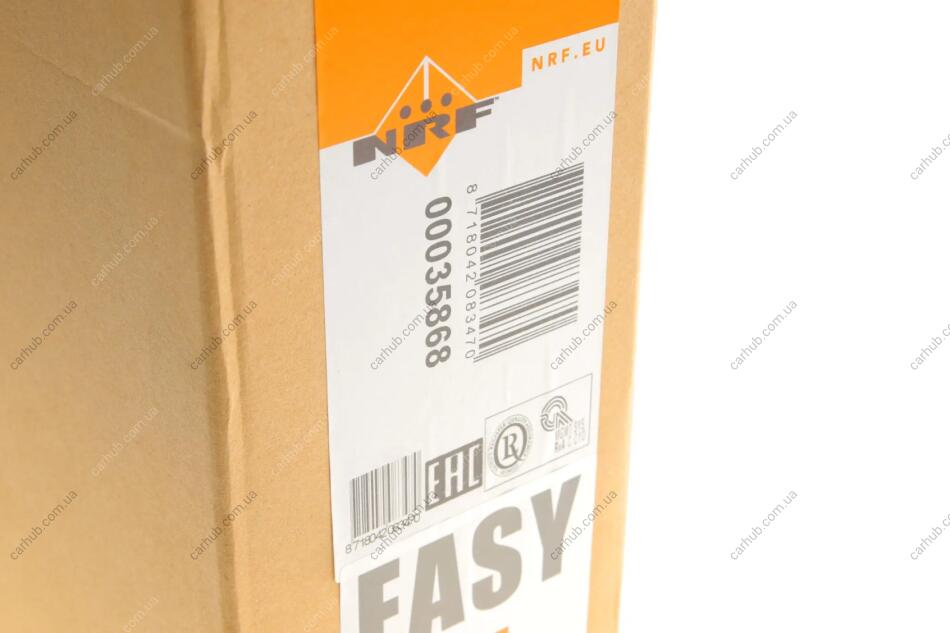 NRF.EU
NRF
00035868
8 718042 083470
EAC
R
EASY
carhub.com.ua